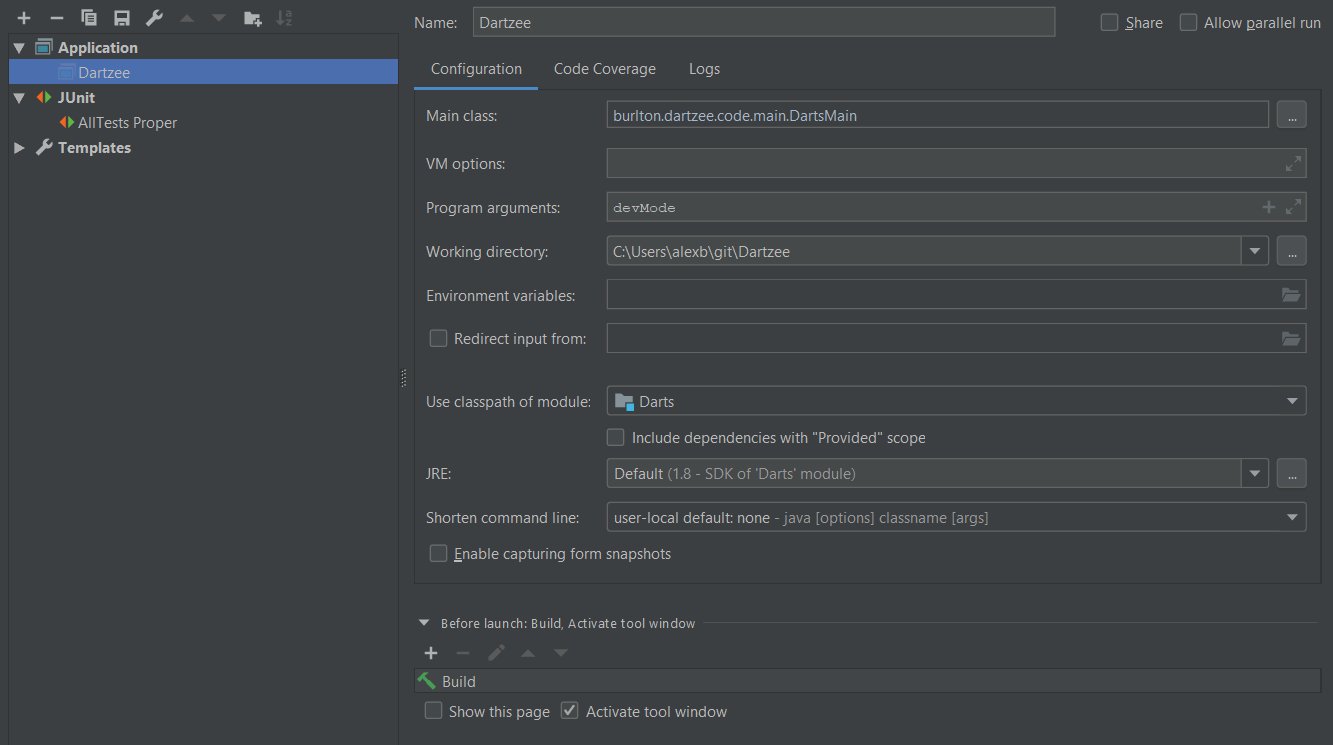 Name: Dartzee Share Allow parallel run
Application
Dartzee
JUnit
AllTests Proper
Templates
Configuration Code Coverage Logs
Main class: burlton.dartzee.code.main.DartsMain ...
VM options:
Program arguments: devMode
Working directory: C:\Users\alexb\git\Dartzee ...
Environment variables:
Redirect input from:
Use classpath of module: Darts
Include dependencies with "Provided" scope
JRE: Default (1.8 - SDK of 'Darts' module) ...
Shorten command line: user-local default: none - java [options] classname [args]
Enable capturing form snapshots
Before launch: Build, Activate tool window
Build
Show this page Activate tool window